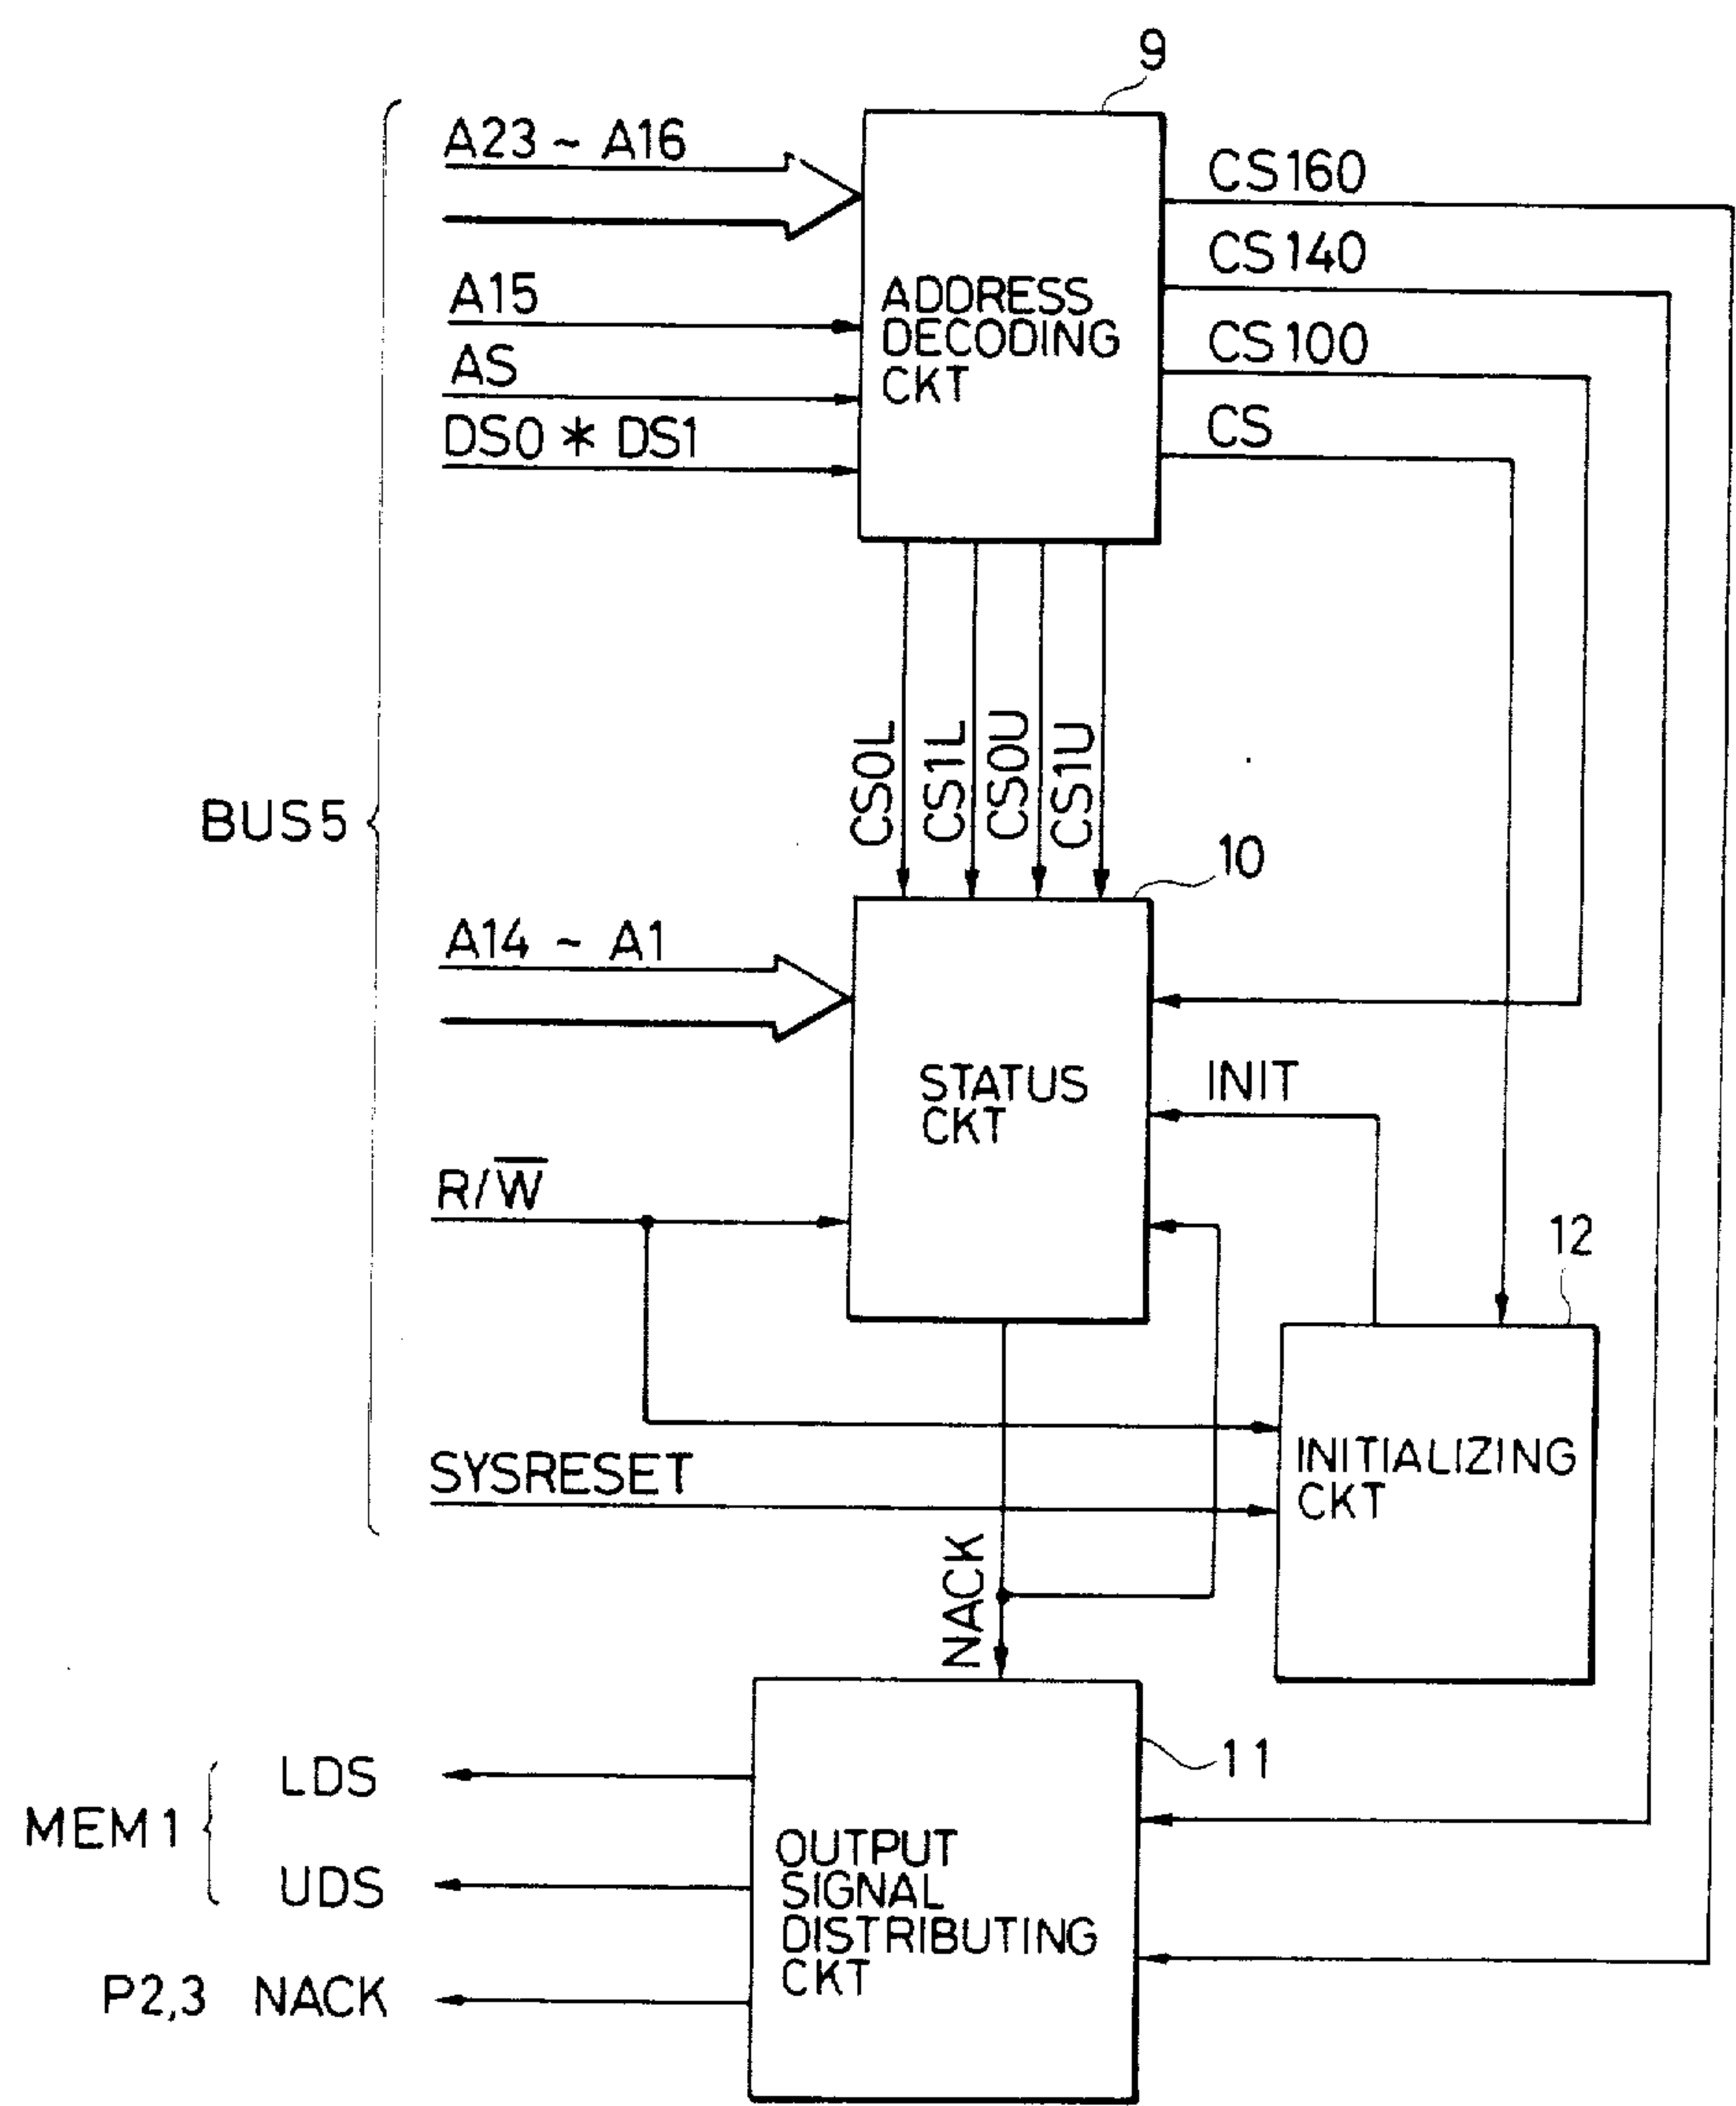 9
A23 ~ A16
CS160
CS140
A15
ADDRESS
DECODING
CKT
CS100
AS
CS
DS0 * DS1
CS0L
CS1L
CS0U
CS1U
BUS5
10
A14 ~ A1
STATUS
CKT
INIT
R/W̅
12
SYSRESET
INITIALIZING
CKT
NACK
11
MEM1
LDS
UDS
OUTPUT
SIGNAL
DISTRIBUTING
CKT
P2,3 NACK